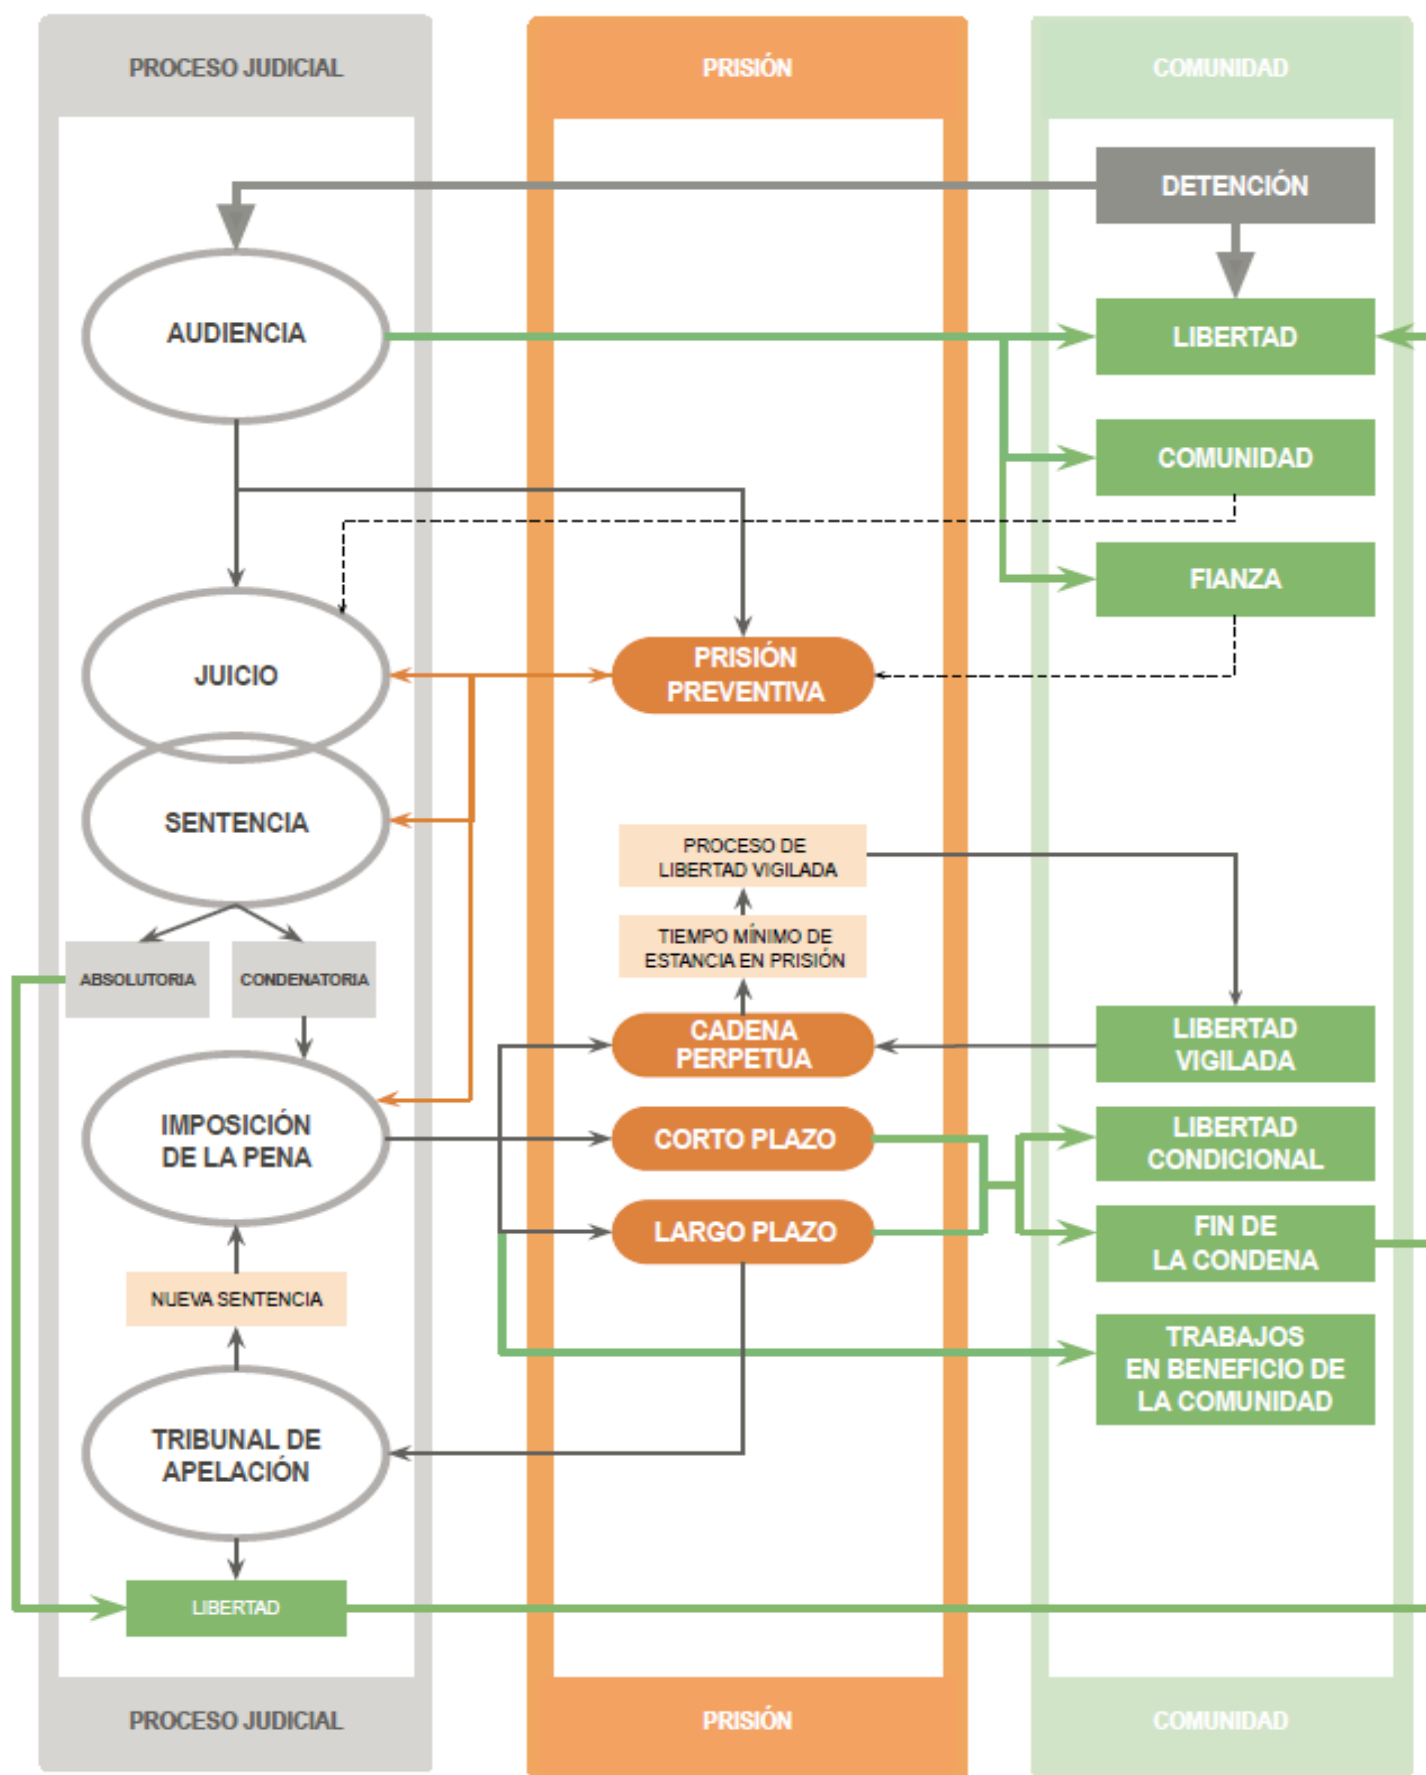 PROCESO JUDICIAL
PRISIÓN
COMUNIDAD
DETENCIÓN
AUDIENCIA
LIBERTAD
COMUNIDAD
FIANZA
JUICIO
PRISIÓN
PREVENTIVA
SENTENCIA
PROCESO DE
LIBERTAD VIGILADA
TIEMPO MÍNIMO DE
ESTANCIA EN PRISIÓN
ABSOLUTORIA
CONDENATORIA
CADENA
PERPETUA
LIBERTAD
VIGILADA
IMPOSICIÓN
DE LA PENA
CORTO PLAZO
LIBERTAD
CONDICIONAL
LARGO PLAZO
FIN DE
LA CONDENA
NUEVA SENTENCIA
TRABAJOS
EN BENEFICIO DE
LA COMUNIDAD
TRIBUNAL DE
APELACIÓN
LIBERTAD
PROCESO JUDICIAL
PRISIÓN
COMUNIDAD